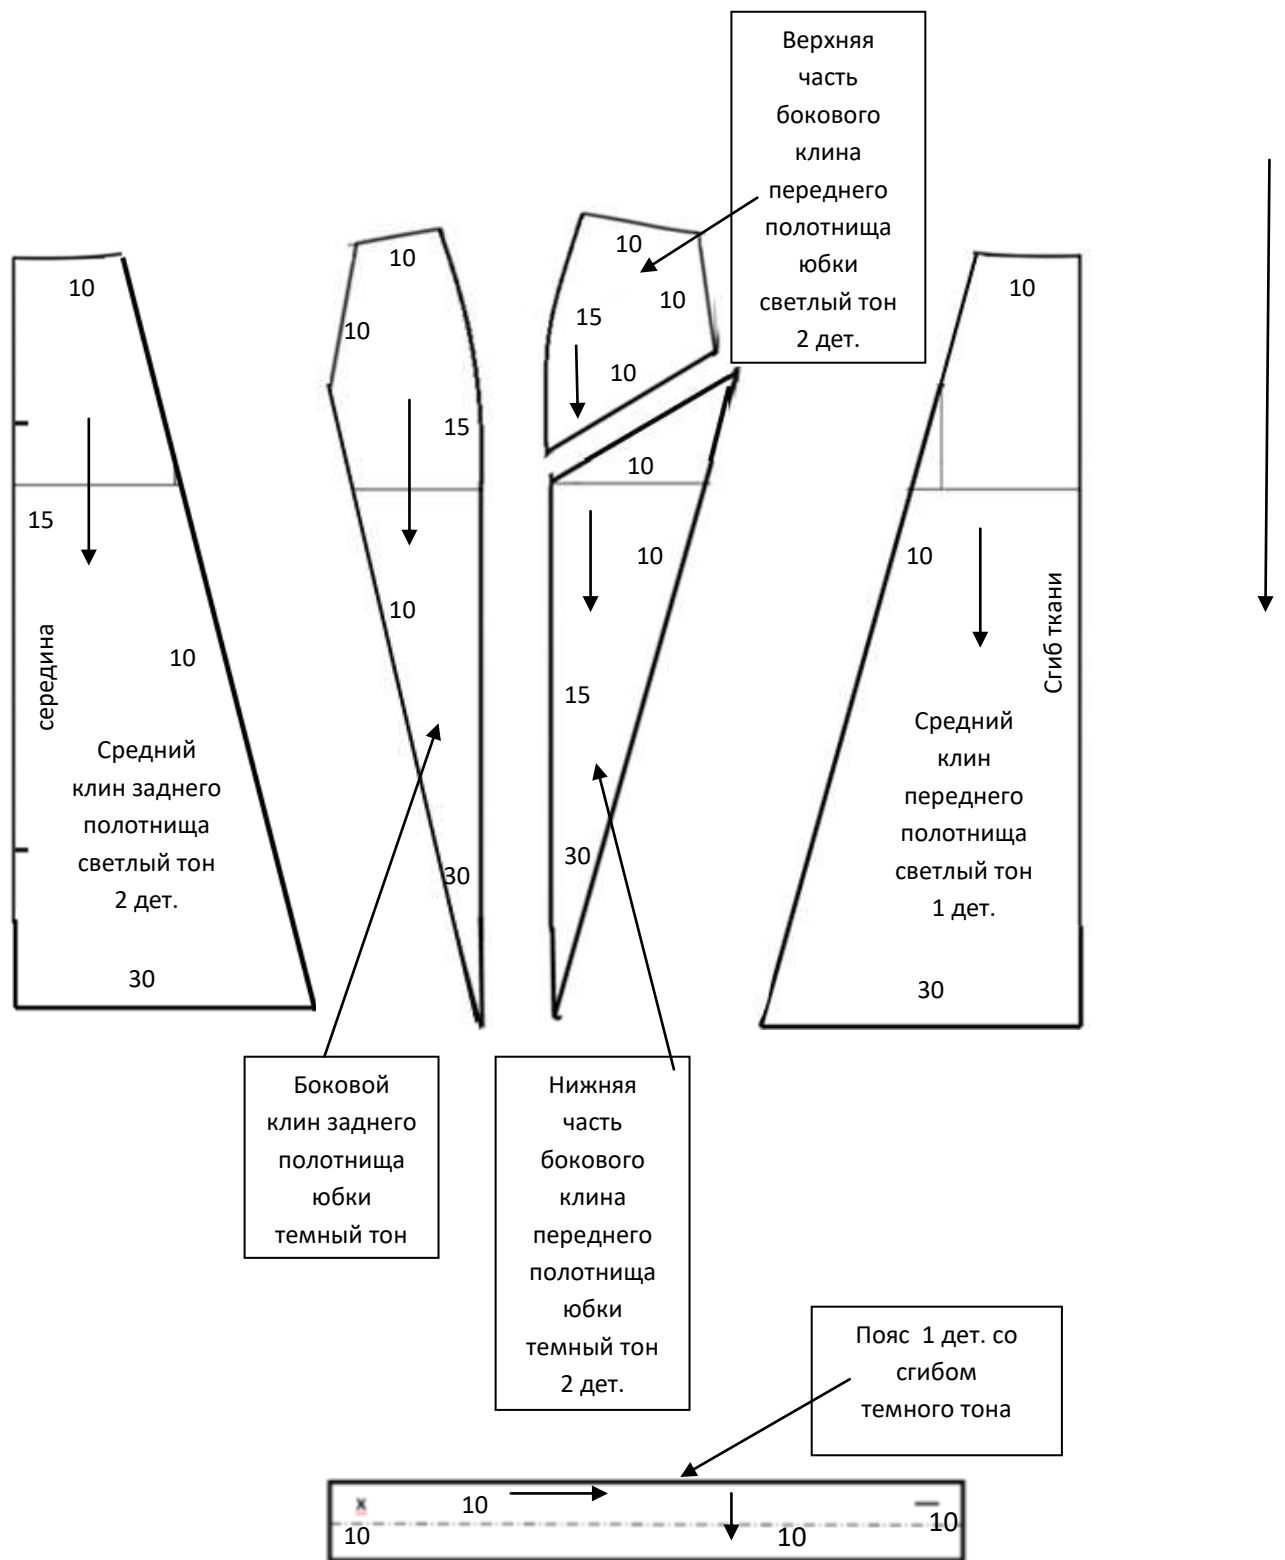 Верхняя
часть
бокового
клина
переднего
полотнища
юбки
светлый тон
2 дет.
10
10
15
середина
Средний
клин заднего
полотнища
светлый тон
2 дет.
30
10
10
15
10
30
10
10
15
10
10
10
15
30
10
10
Сгиб ткани
Средний
клин
переднего
полотнища
светлый тон
1 дет.
30
Боковой
клин заднего
полотнища
юбки
темный тон
Нижняя
часть
бокового
клина
переднего
полотнища
юбки
темный тон
2 дет.
Пояс 1 дет. со
сгибом
темного тона
х
10
10
10
10